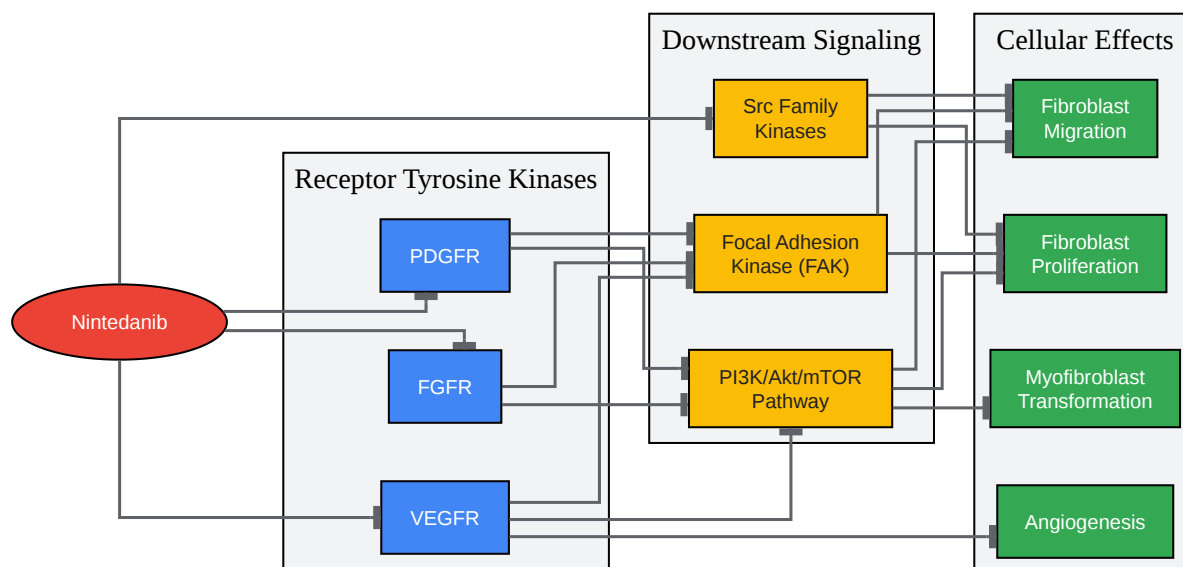 Downstream Signaling
Cellular Effects
Src Family
Kinases
Fibroblast
Migration
Receptor Tyrosine Kinases
PDGFR
Focal Adhesion
Kinase (FAK)
Fibroblast
Proliferation
Nintedanib
FGFR
PI3K/Akt/mTOR
Pathway
Myofibroblast
Transformation
VEGFR
Angiogenesis